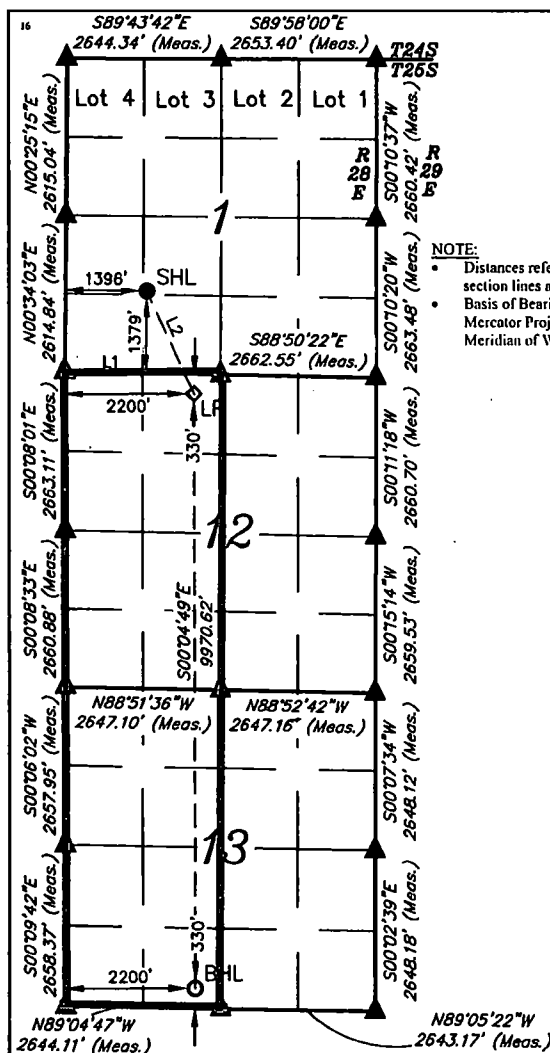 16
S89°43'42"E
2644.34' (Meas.)
S89°58'00"E
2653.40' (Meas.)
T24S
T25S
Lot 4
Lot 3
Lot 2
Lot 1
N00°25'15"E
2615.04' (Meas.)
R
28
E
R
29
E
S00°10'37"W
2660.42' (Meas.)
1
NOTE:
• Distances refe
section lines a
• Basis of Beari
Mercator Proj
Meridian of W
N00°34'03"E
2614.84' (Meas.)
1396'
SHL
1379'
L2
S00°10'20"W
2663.48' (Meas.)
S88°50'22"E
2662.55' (Meas.)
L1
2200'
LP
330'
S00°08'01"E
2663.11' (Meas.)
S00°11'18"W
2660.70' (Meas.)
12
S00°08'33"E
2660.88' (Meas.)
S00°04'49"E
9970.62'
S00°15'14"W
2659.53' (Meas.)
N88°51'36"W
2647.10' (Meas.)
N88°52'42"W
2647.16' (Meas.)
S00°06'02"W
2657.95' (Meas.)
S00°07'34"W
2648.12' (Meas.)
13
S00°09'42"E
2658.37' (Meas.)
330'
2200'
BHL
S00°02'39"E
2648.18' (Meas.)
N89°04'47"W
2644.11' (Meas.)
N89°05'22"W
2643.17' (Meas.)